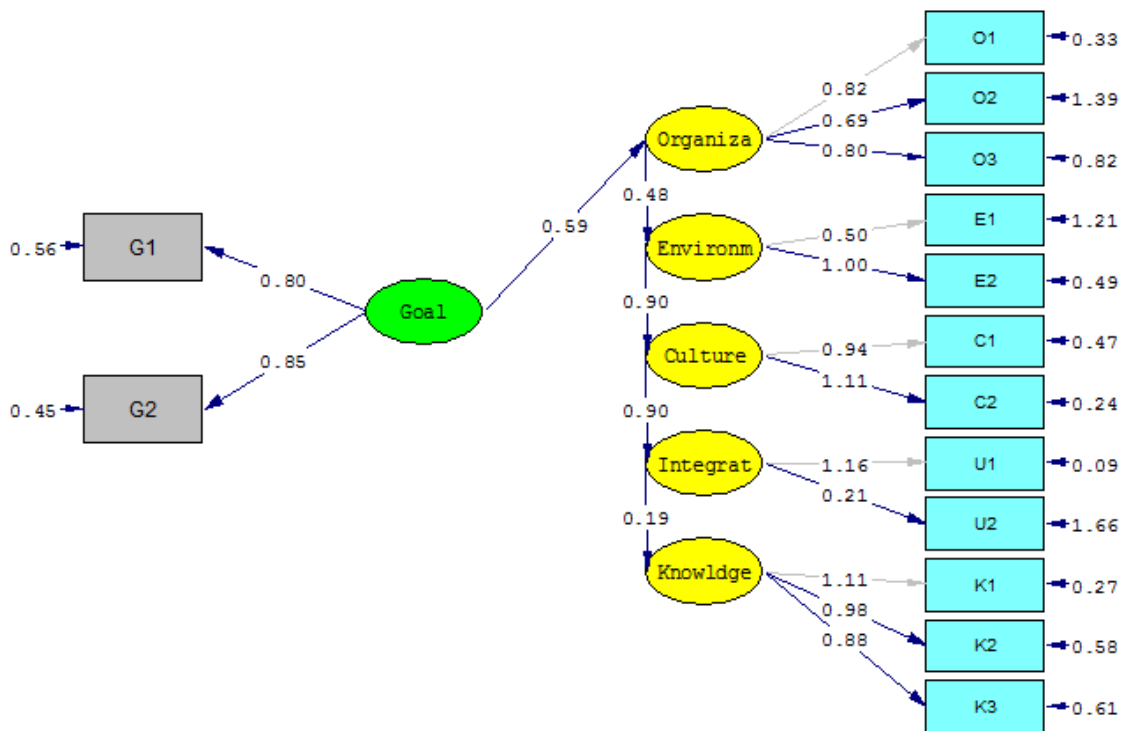 O1
0.33
0.82
O2
1.39
0.69
Organiza
0.80
O3
0.82
0.48
0.59
E1
1.21
0.50
G1
0.56
Environm
1.00
E2
0.49
0.80
0.90
Goal
C1
0.47
0.94
Culture
0.85
1.11
C2
0.24
G2
0.45
0.90
U1
0.09
1.16
Integrat
0.21
U2
1.66
0.19
Knowldge
1.11
K1
0.27
0.98
0.88
K2
0.58
K3
0.61